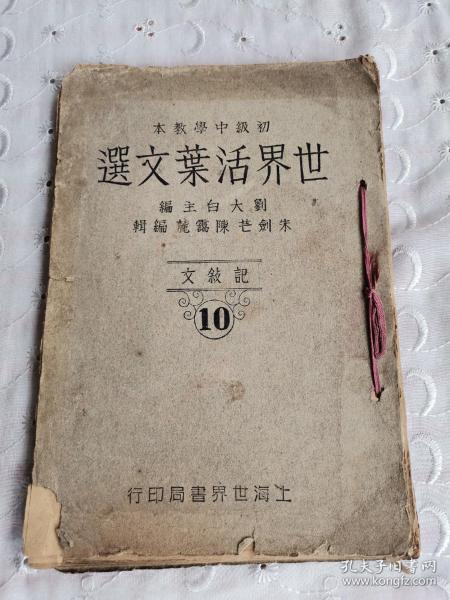 初級中學教本
世界活葉文選
劉大白主編
朱劍芒陳靄麓編輯
記敍文
10
上海世界書局印行
孔夫子旧书网
www.kongfz.com